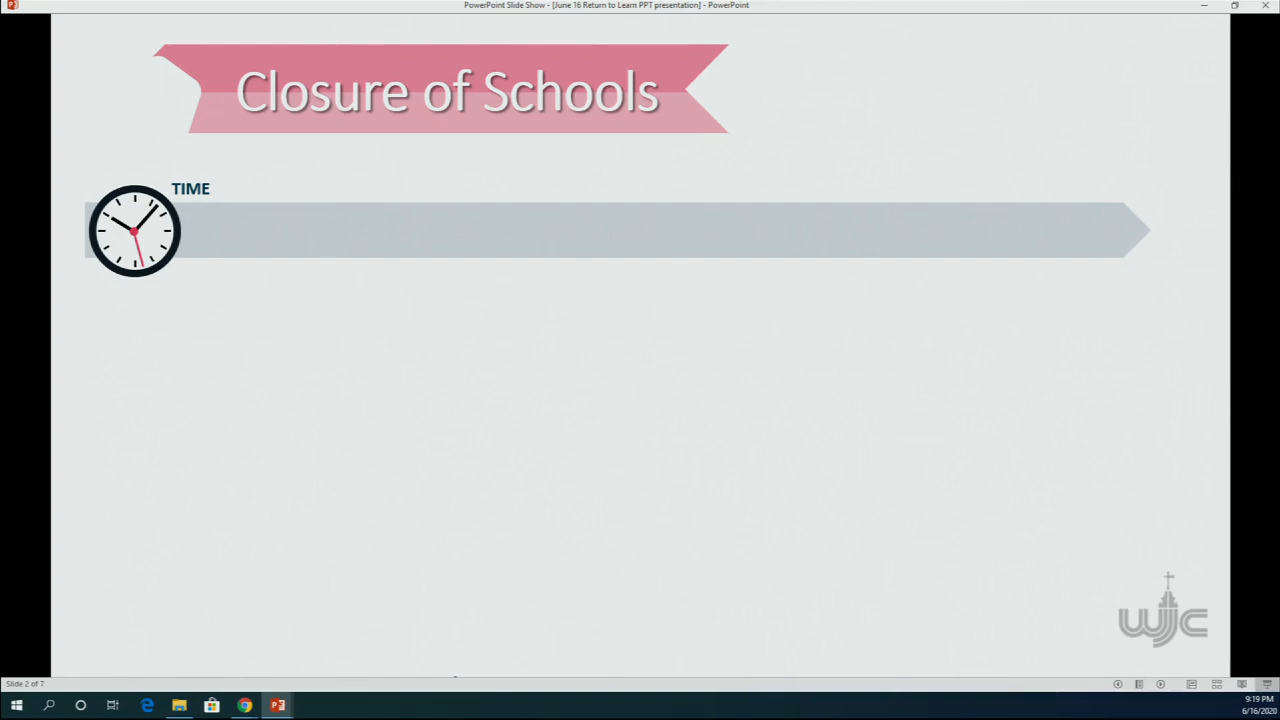 PowerPoint Slide Show - [June 16 Return to Learn PPT presentation] - PowerPoint
Closure of Schools
TIME
WJC
Slide 2 of 7
9:19 PM
6/16/2020